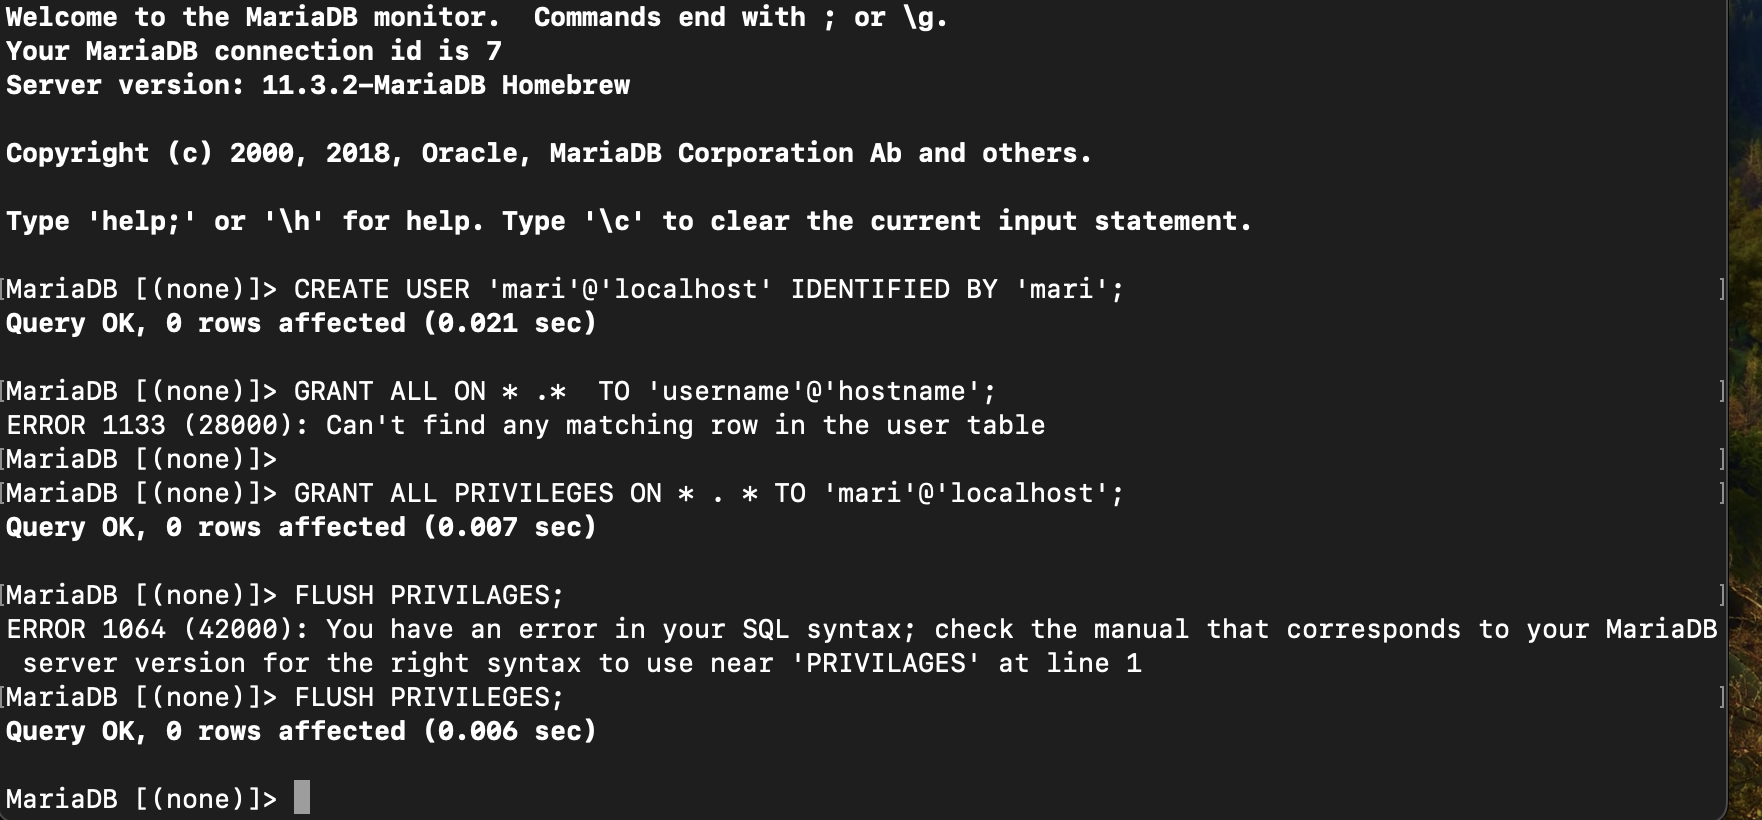 Welcome to the MariaDB monitor.  Commands end with ; or \g.
Your MariaDB connection id is 7
Server version: 11.3.2-MariaDB Homebrew
Copyright (c) 2000, 2018, Oracle, MariaDB Corporation Ab and others.
Type 'help;' or '\h' for help. Type '\c' to clear the current input statement.
[MariaDB [(none)]> CREATE USER 'mari'@'localhost' IDENTIFIED BY 'mari'; ]
Query OK, 0 rows affected (0.021 sec)
[MariaDB [(none)]> GRANT ALL ON * .*  TO 'username'@'hostname'; ]
ERROR 1133 (28000): Can't find any matching row in the user table
[MariaDB [(none)]> ]
[MariaDB [(none)]> GRANT ALL PRIVILEGES ON * . * TO 'mari'@'localhost'; ]
Query OK, 0 rows affected (0.007 sec)
[MariaDB [(none)]> FLUSH PRIVILAGES; ]
ERROR 1064 (42000): You have an error in your SQL syntax; check the manual that corresponds to your MariaDB
 server version for the right syntax to use near 'PRIVILAGES' at line 1
[MariaDB [(none)]> FLUSH PRIVILEGES; ]
Query OK, 0 rows affected (0.006 sec)
MariaDB [(none)]>